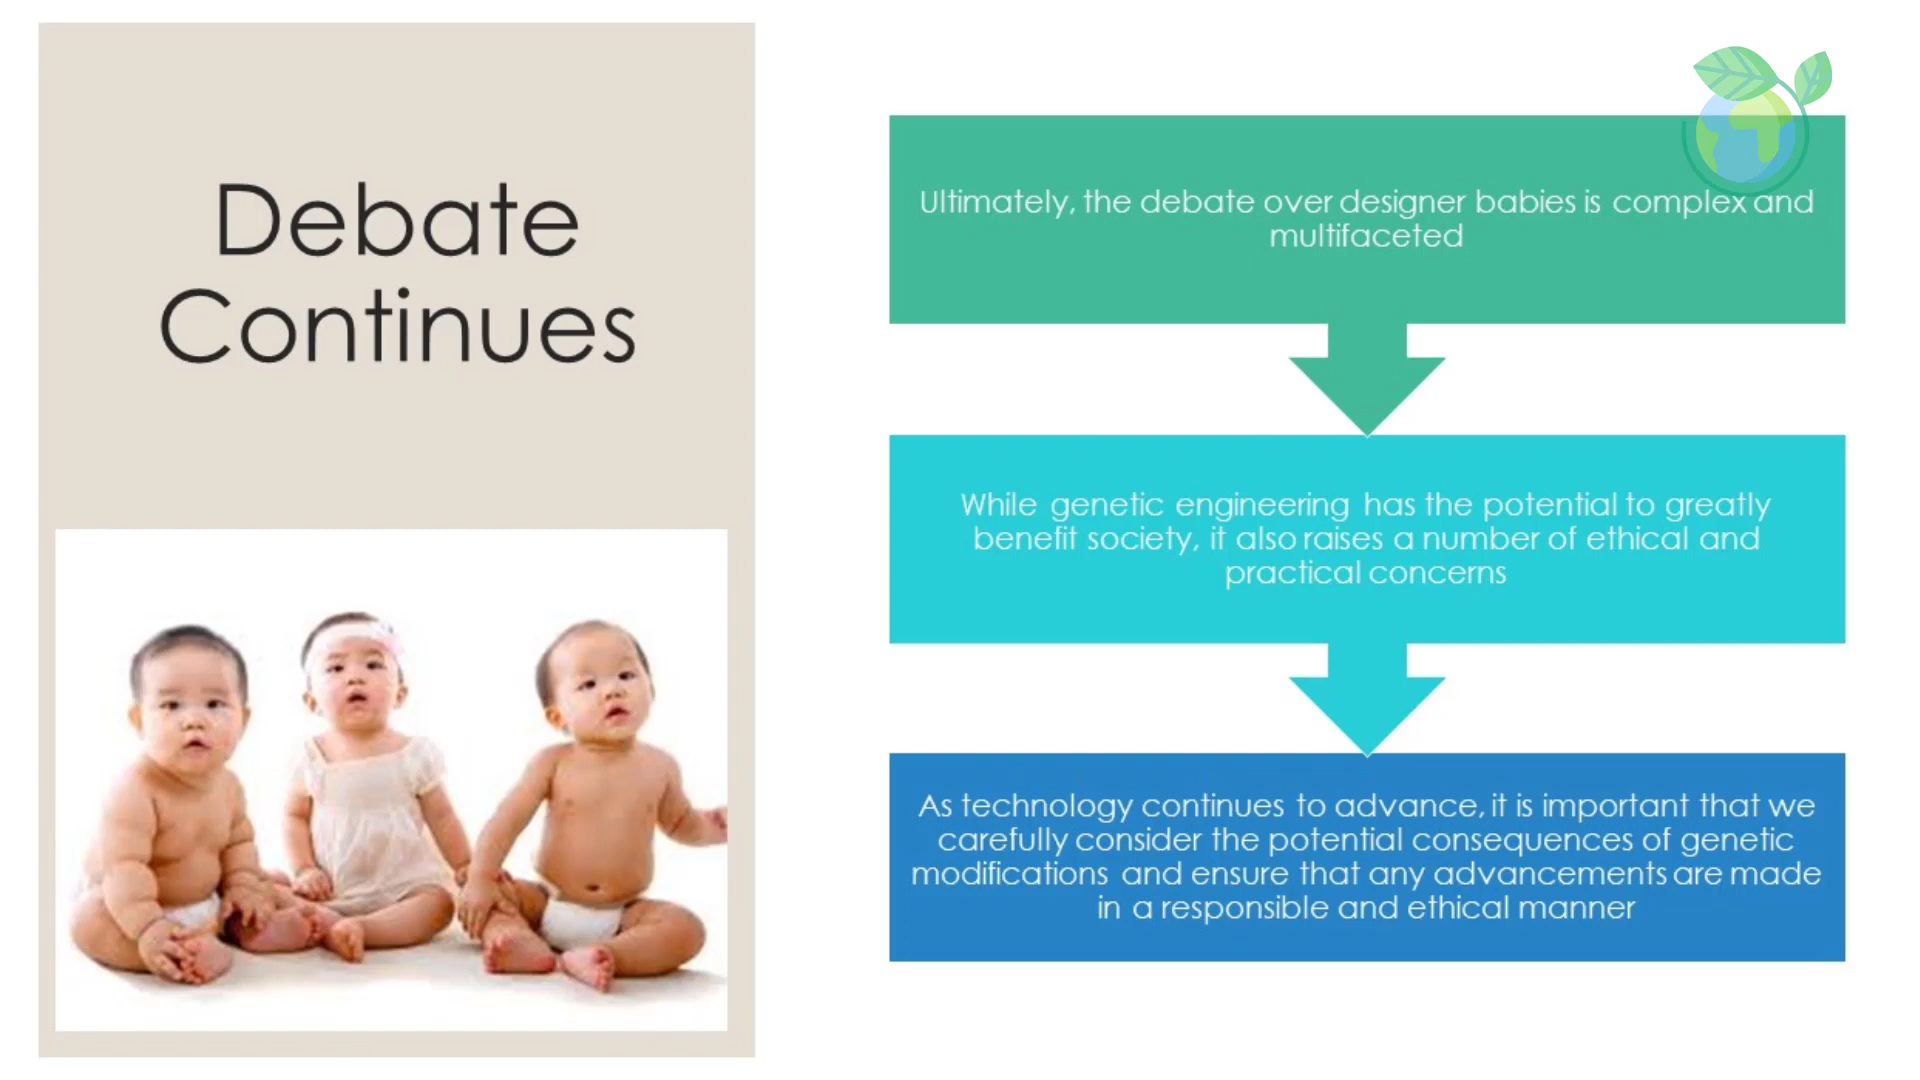 Debate
Continues
Ultimately, the debate over designer babies is complex and
multifaceted
While genetic engineering has the potential to greatly
benefit society, it also raises a number of ethical and
practical concerns
As technology continues to advance, it is important that we
carefully consider the potential consequences of genetic
modifications and ensure that any advancements are made
in a responsible and ethical manner